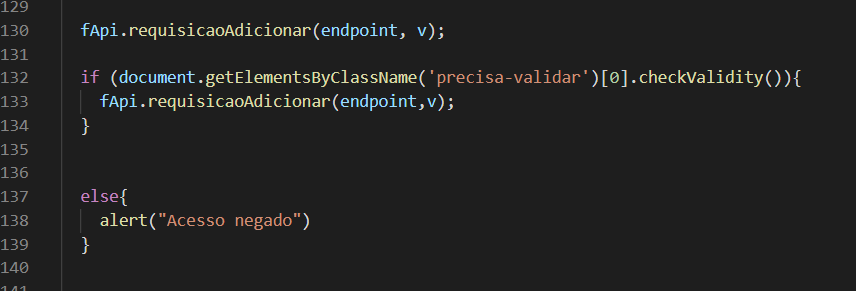 129
130 fApi.requisicaoAdicionar(endpoint, v);
131
132 if (document.getElementsByClassName('precisa-validar')[0].checkValidity()){
133 fApi.requisicaoAdicionar(endpoint,v);
134 }
135
136
137 else{
138 alert("Acesso negado")
139 }
140
141